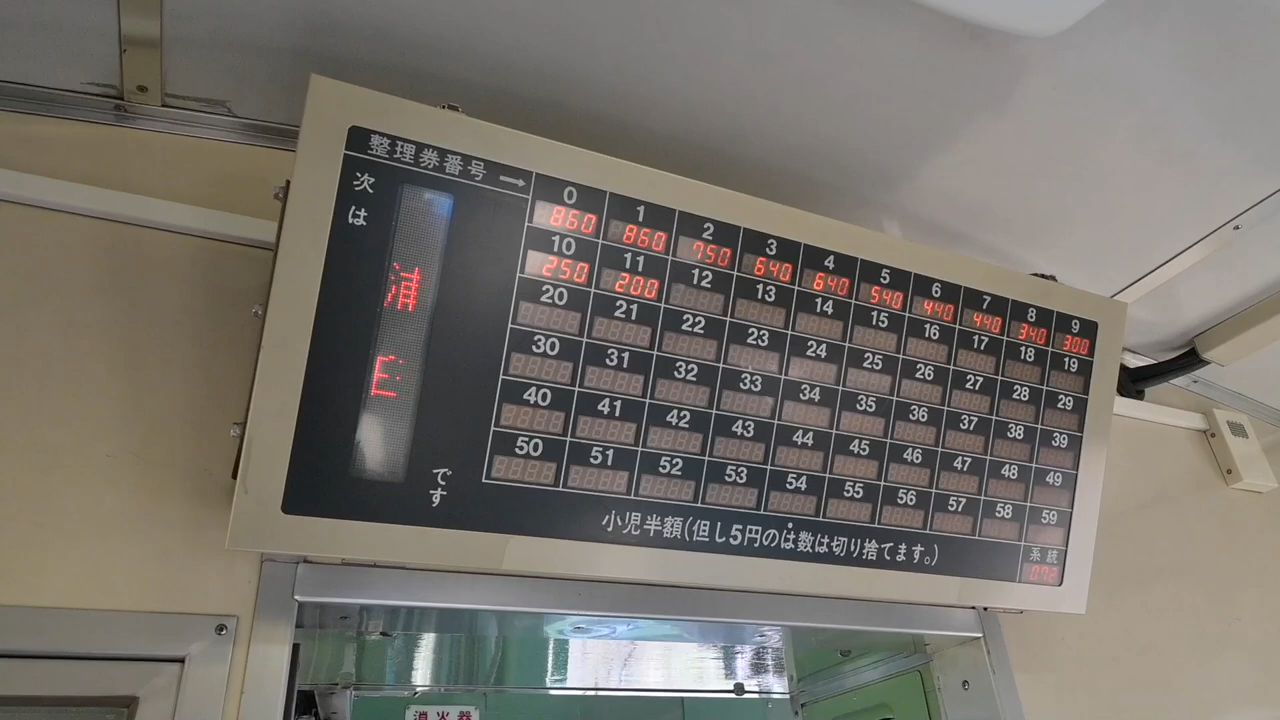 整理券番号 →
次は
です
0 1 2 3 4 5 6 7 8 9
860 860 750 640 640 540 440 440 340 300
10 11 12 13 14 15 16 17 18 19
250 200
20 21 22 23 24 25 26 27 28 29
30 31 32 33 34 35 36 37 38 39
40 41 42 43 44 45 46 47 48 49
50 51 52 53 54 55 56 57 58 59
小児半額(但し5円のは数は切り捨てます。)
系統
072
消火器